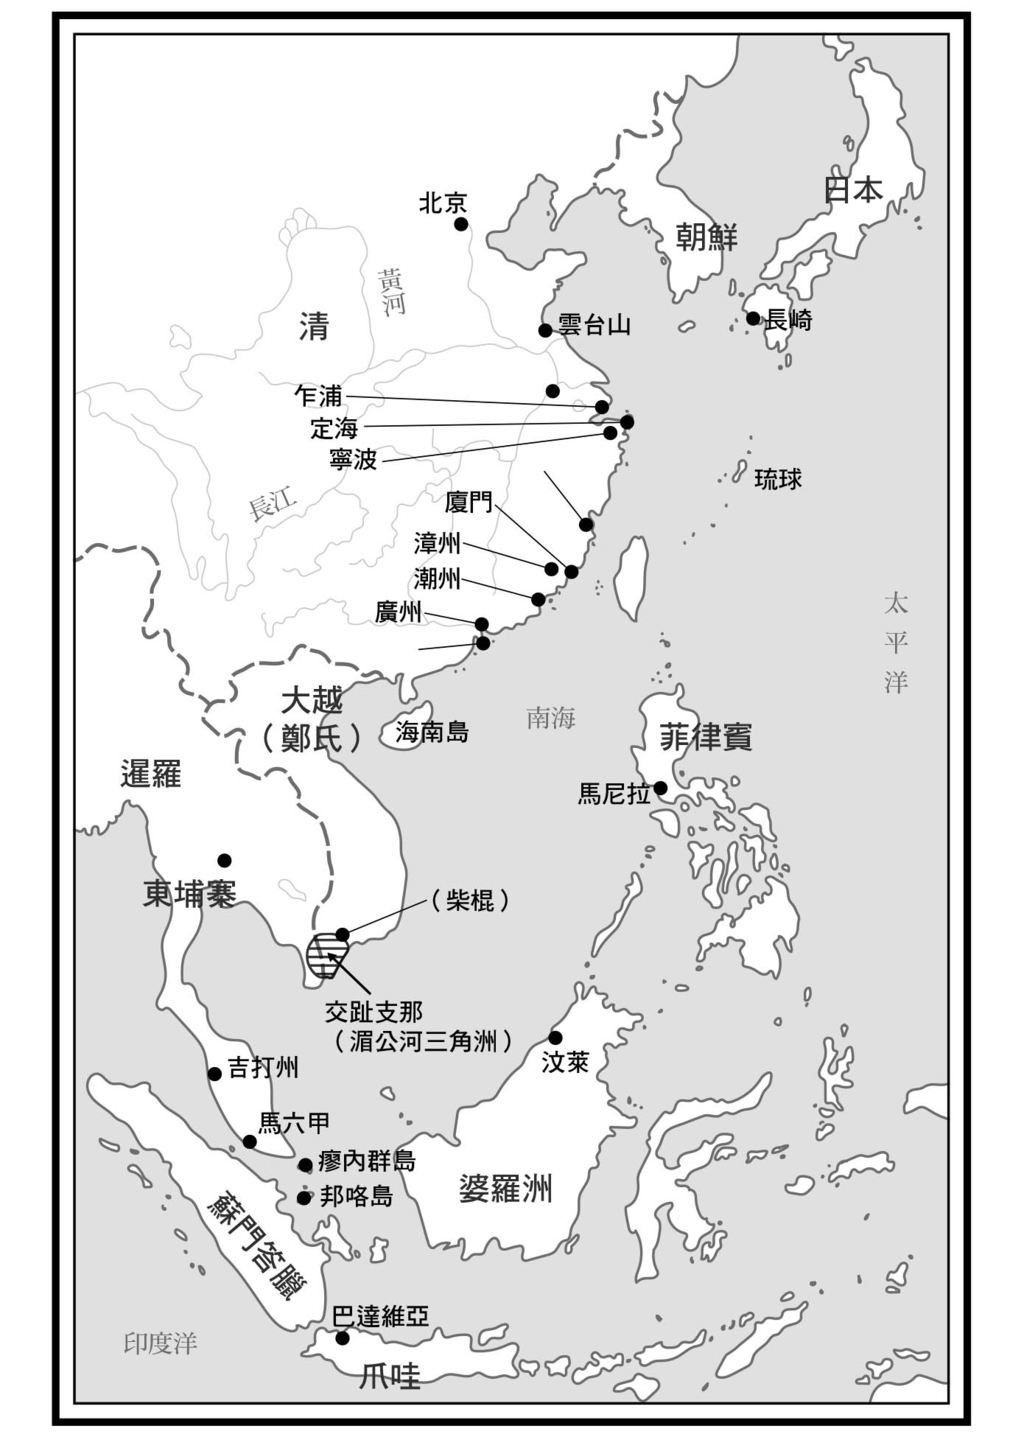 北京
日本
朝鮮
黃河
清
雲台山
長崎
乍浦
定海
寧波
琉球
長江
廈門
漳州
潮州
廣州
太平洋
大越
（鄭氏）
海南島
南海
菲律賓
馬尼拉
暹羅
東埔寨
（柴棍）
交趾支那
（湄公河三角洲）
汶萊
吉打州
馬六甲
廖內群島
邦咯島
婆羅洲
蘇門答臘
巴達維亞
印度洋
爪哇